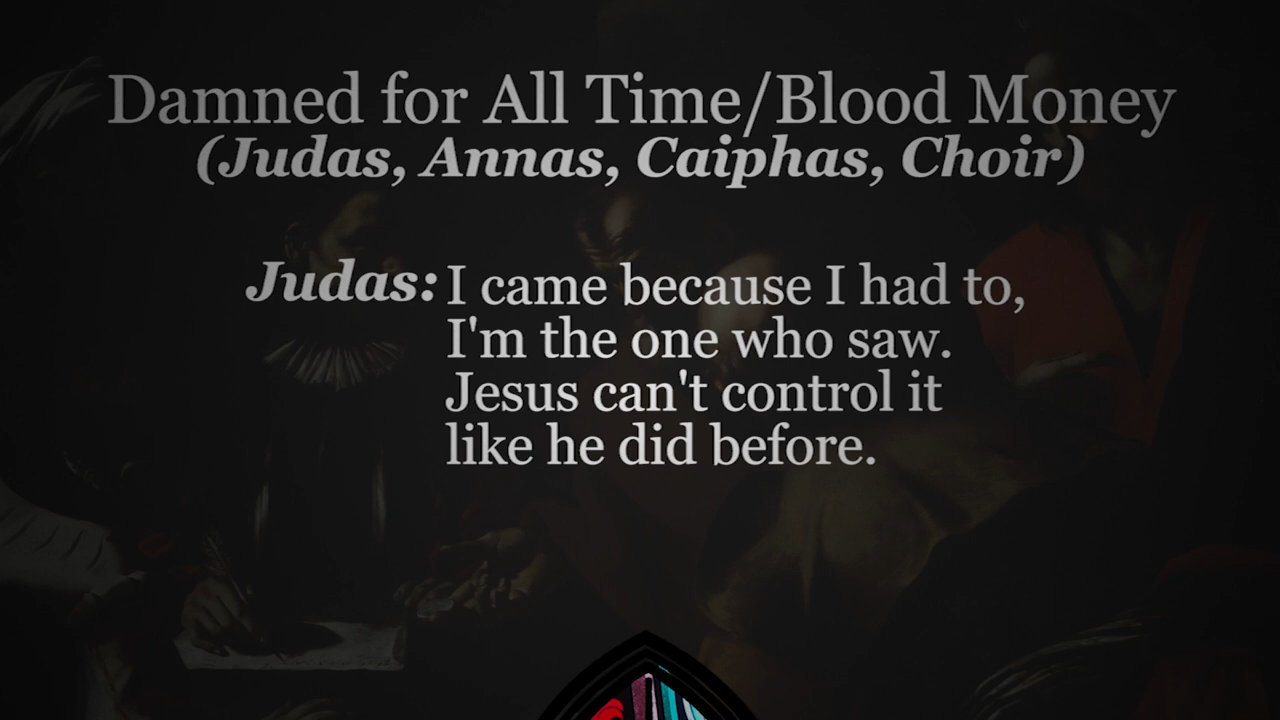 Damned for All Time/Blood Money
(Judas, Annas, Caiphas, Choir)
Judas: I came because I had to,
I'm the one who saw.
Jesus can't control it
like he did before.